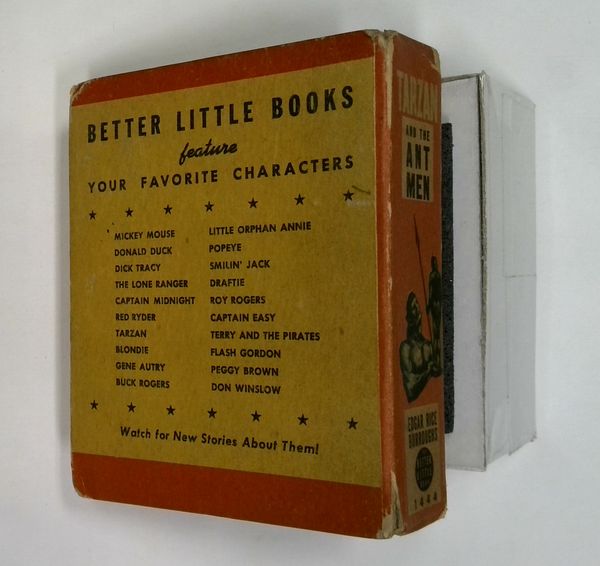 BETTER LITTLE BOOKS
feature
YOUR FAVORITE CHARACTERS
MICKEY MOUSE
DONALD DUCK
DICK TRACY
THE LONE RANGER
CAPTAIN MIDNIGHT
RED RYDER
TARZAN
BLONDIE
GENE AUTRY
BUCK ROGERS
LITTLE ORPHAN ANNIE
POPEYE
SMILIN' JACK
DRAFTIE
ROY ROGERS
CAPTAIN EASY
TERRY AND THE PIRATES
FLASH GORDON
PEGGY BROWN
DON WINSLOW
Watch for New Stories About Them!
TARZAN
AND THE
ANT
MEN
EDGAR RICE
BURROUGHS
BETTER
LITTLE
1444